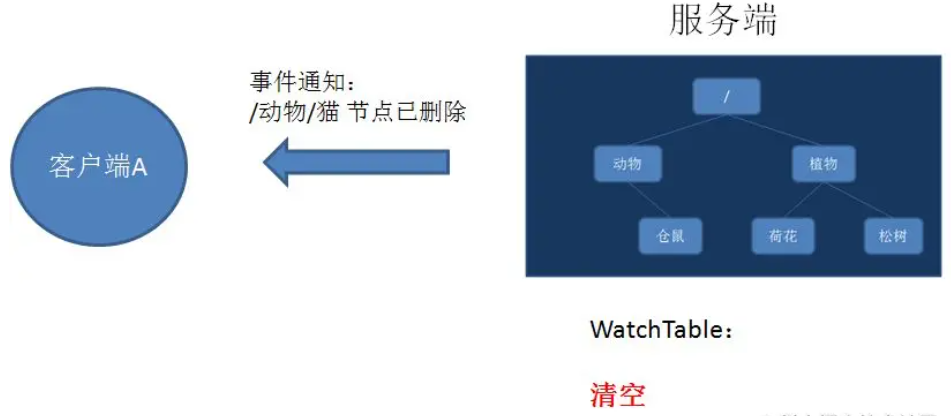 服务端
事件通知：
/动物/猫 节点已删除
客户端A
/
动物
植物
仓鼠
荷花
松树
WatchTable：
清空